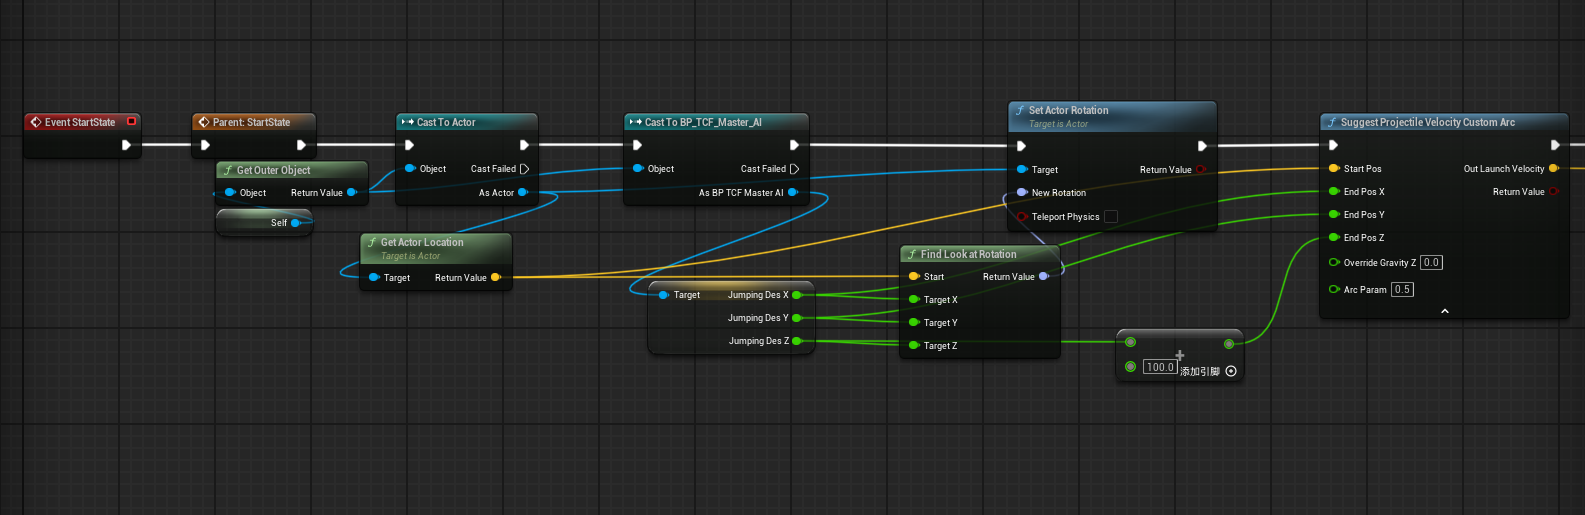 Event StartState
Parent: StartState
Get Outer Object
Object
Return Value
Self
Cast To Actor
Object
Cast Failed
As Actor
Get Actor Location
Target is Actor
Target
Return Value
Cast To BP_TCF_Master_AI
Object
Cast Failed
As BP TCF Master AI
Target
Jumping Des X
Jumping Des Y
Jumping Des Z
Find Look at Rotation
Start
Return Value
Target X
Target Y
Target Z
Set Actor Rotation
Target is Actor
Target
Return Value
New Rotation
Teleport Physics
100.0
添加引脚
Suggest Projectile Velocity Custom Arc
Start Pos
Out Launch Velocity
End Pos X
Return Value
End Pos Y
End Pos Z
Override Gravity Z 0.0
Arc Param 0.5